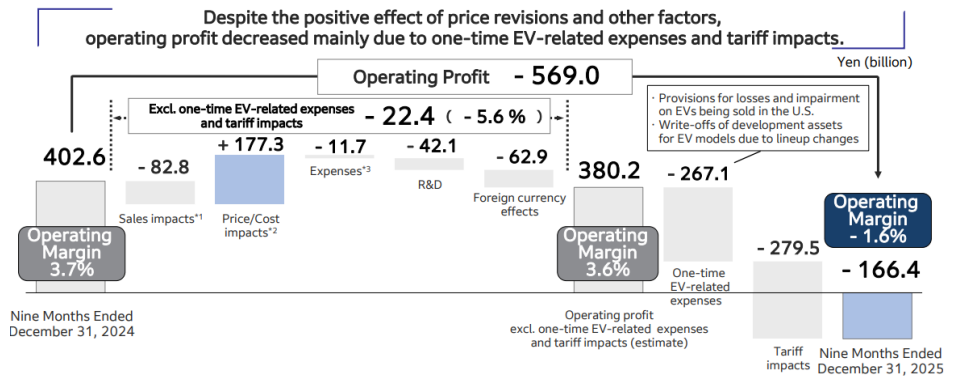 Despite the positive effect of price revisions and other factors,
operating profit decreased mainly due to one-time EV-related expenses and tariff impacts.
Yen (billion)
Operating Profit - 569.0
Excl. one-time EV-related expenses
and tariff impacts - 22.4 ( - 5.6 % )
· Provisions for losses and impairment
on EVs being sold in the U.S.
· Write-offs of development assets
for EV models due to lineup changes
402.6
- 82.8
Sales impacts*1
+ 177.3
Price/Cost
impacts*2
- 11.7
Expenses*3
- 42.1
R&D
- 62.9
Foreign currency
effects
380.2
- 267.1
One-time
EV-related
expenses
- 279.5
Tariff
impacts
Operating
Margin
- 1.6%
- 166.4
Operating
Margin
3.7%
Operating
Margin
3.6%
Nine Months Ended
December 31, 2024
Operating profit
excl. one-time EV-related expenses
and tariff impacts (estimate)
Nine Months Ended
December 31, 2025